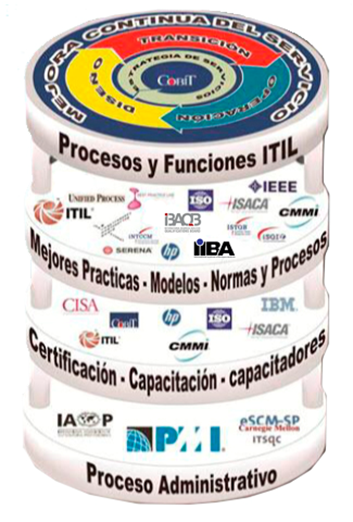 MEJORA CONTINUA DEL SERVICIO
TRANSICIÓN
ESTRATEGIA DE SERVICIOS
COBIT
DISEÑO
OPERACIÓN
Procesos y Funciones ITIL
IEEE
UNIFIED PROCESS
ISO
ISACA
ITIL
CMMI
SERENA
hp
IIBA
Mejores Practicas - Modelos - Normas y Procesos
CISA
COBIT
hp
ISO
IBM
ISACA
ITIL
CMMI
Certificación - Capacitación - capacitadores
IAOP
PMI
eSCM-SP
Carnegie Mellon
ITSqc
Proceso Administrativo